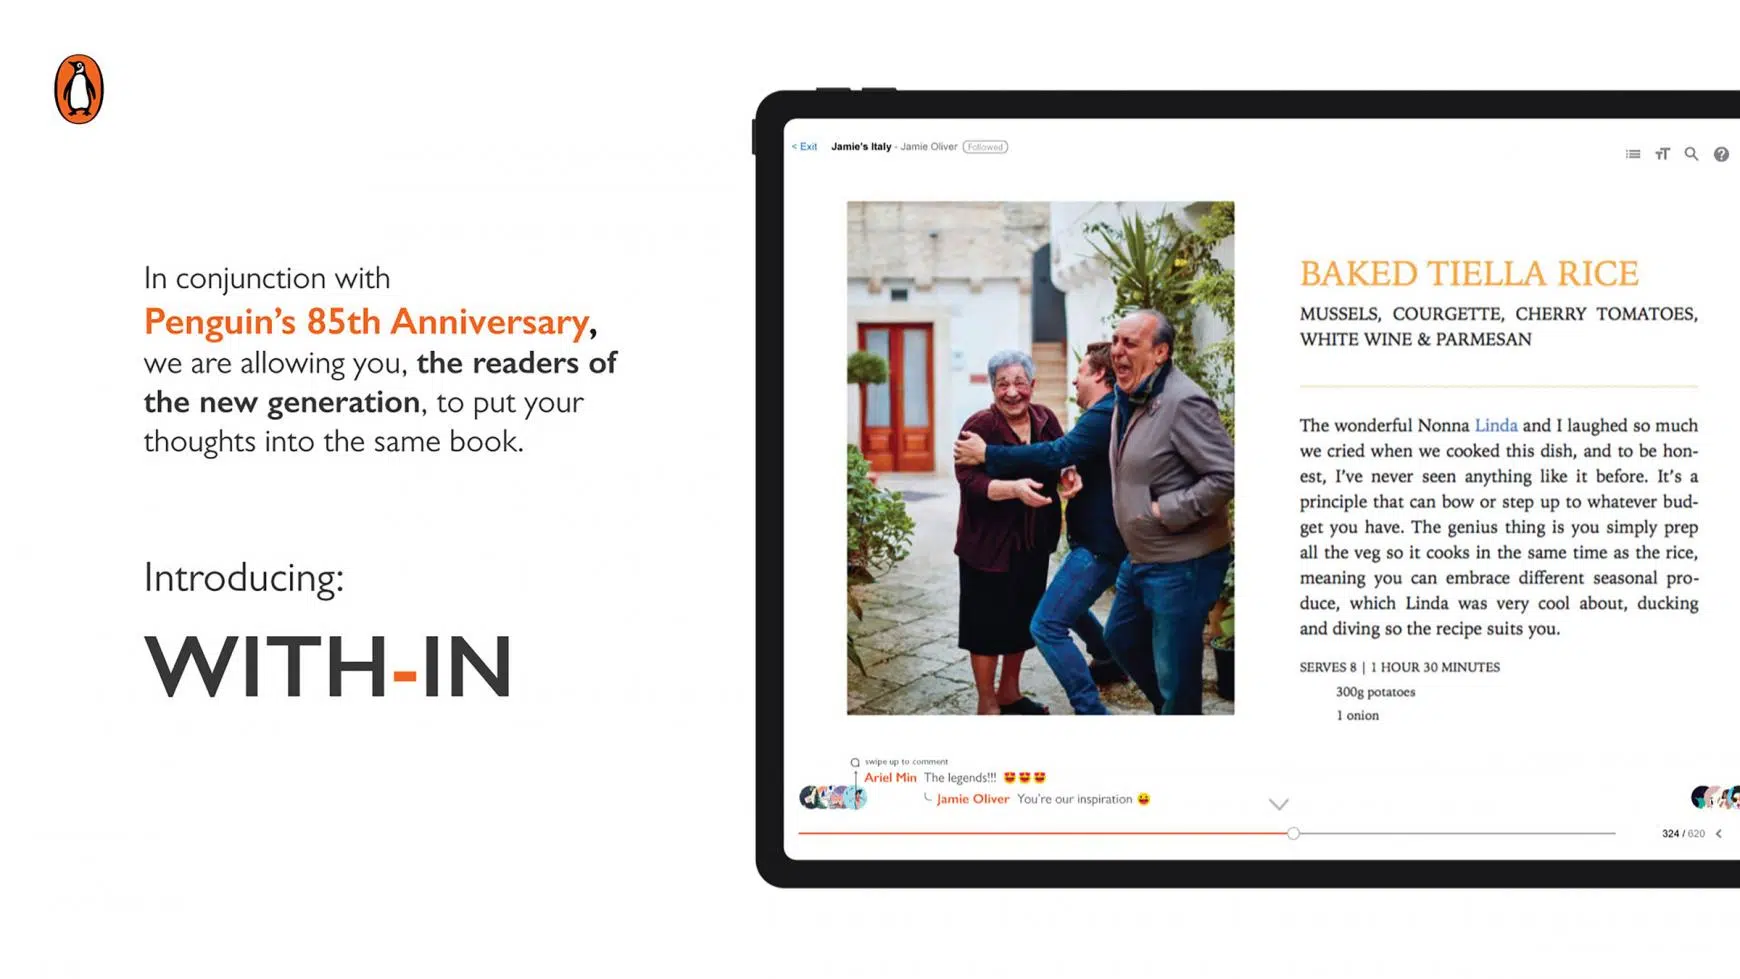 In conjunction with
Penguin's 85th Anniversary,
we are allowing you, the readers of
the new generation, to put your
thoughts into the same book.
Introducing:
WITH-IN
< Exit Jamie's Italy - Jamie Oliver Followed
BAKED TIELLA RICE
MUSSELS, COURGETTE, CHERRY TOMATOES,
WHITE WINE & PARMESAN
The wonderful Nonna Linda and I laughed so much
we cried when we cooked this dish, and to be hon-
est, I've never seen anything like it before. It's a
principle that can bow or step up to whatever bud-
get you have. The genius thing is you simply prep
all the veg so it cooks in the same time as the rice,
meaning you can embrace different seasonal pro-
duce, which Linda was very cool about, ducking
and diving so the recipe suits you.
SERVES 8 | 1 HOUR 30 MINUTES
300g potatoes
1 onion
swipe up to comment
Ariel Min The legends!!! 😍😍😍
Jamie Oliver You're our inspiration 😀
324 / 620 <